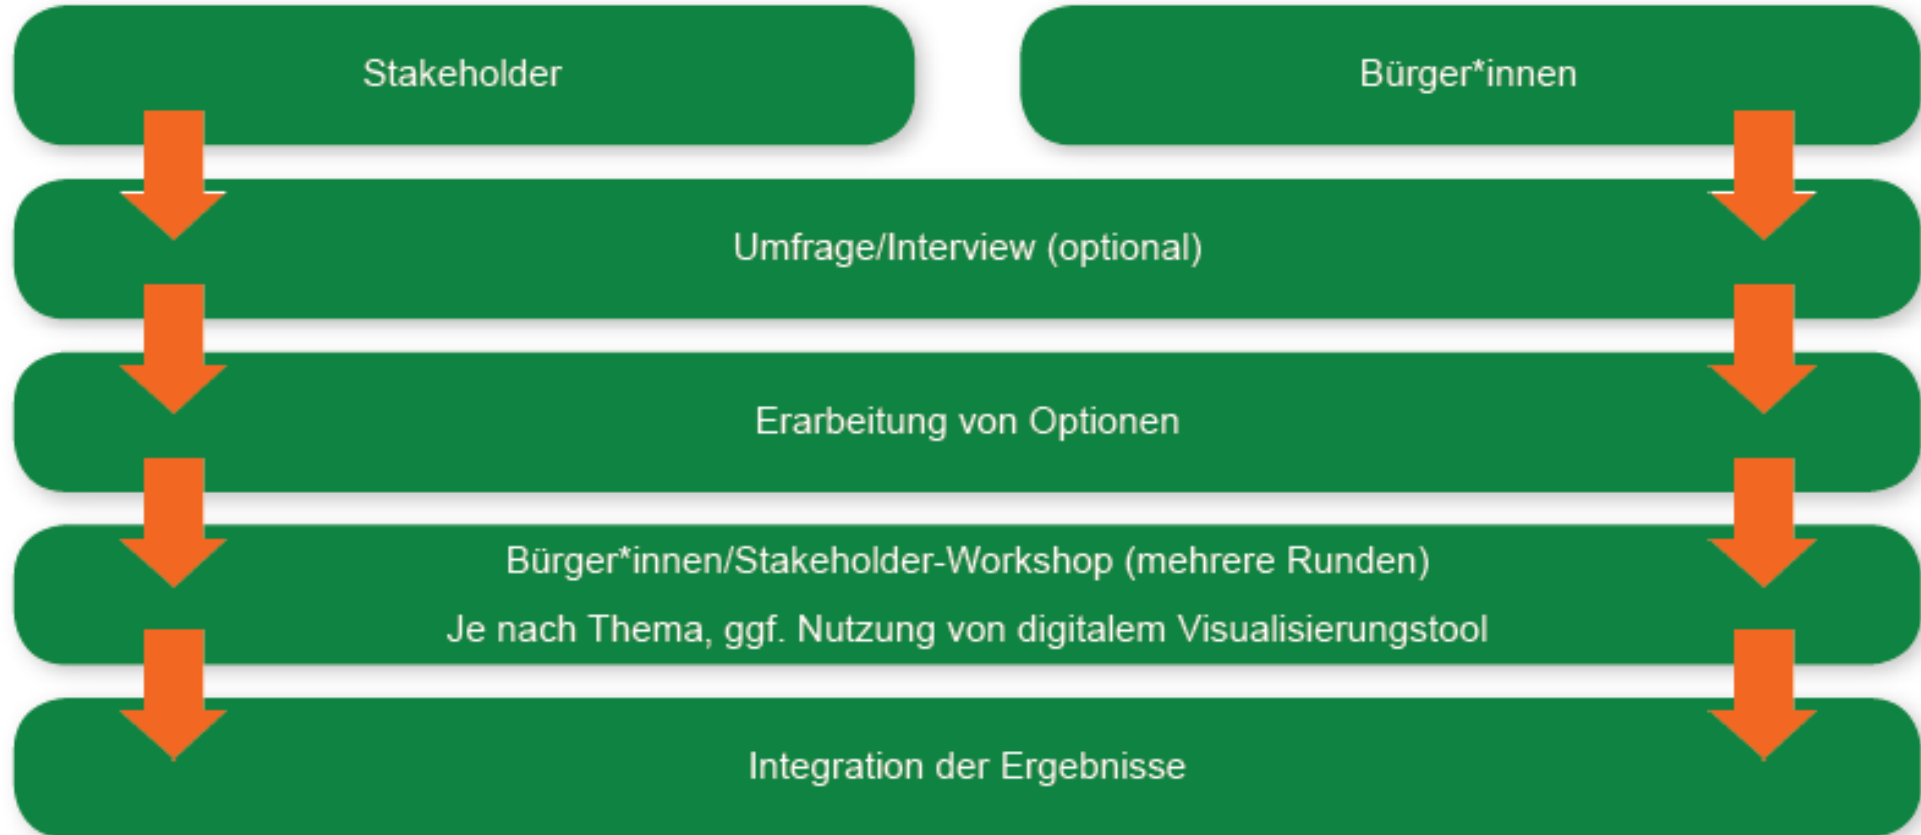 Stakeholder
Bürger*innen
Umfrage/Interview (optional)
Erarbeitung von Optionen
Bürger*innen/Stakeholder-Workshop (mehrere Runden)
Je nach Thema, ggf. Nutzung von digitalem Visualisierungstool
Integration der Ergebnisse